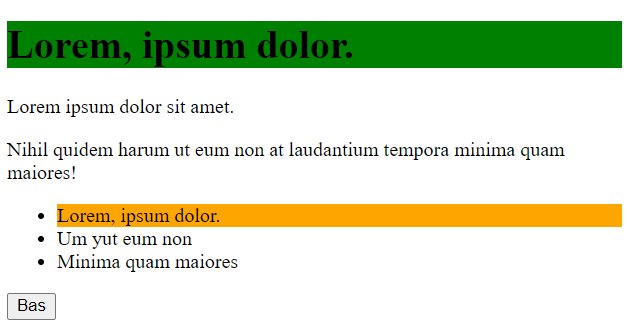 Lorem, ipsum dolor.
Lorem ipsum dolor sit amet.
Nihil quidem harum ut eum non at laudantium tempora minima quam
maiores!
Lorem, ipsum dolor.
Um yut eum non
Minima quam maiores
Bas